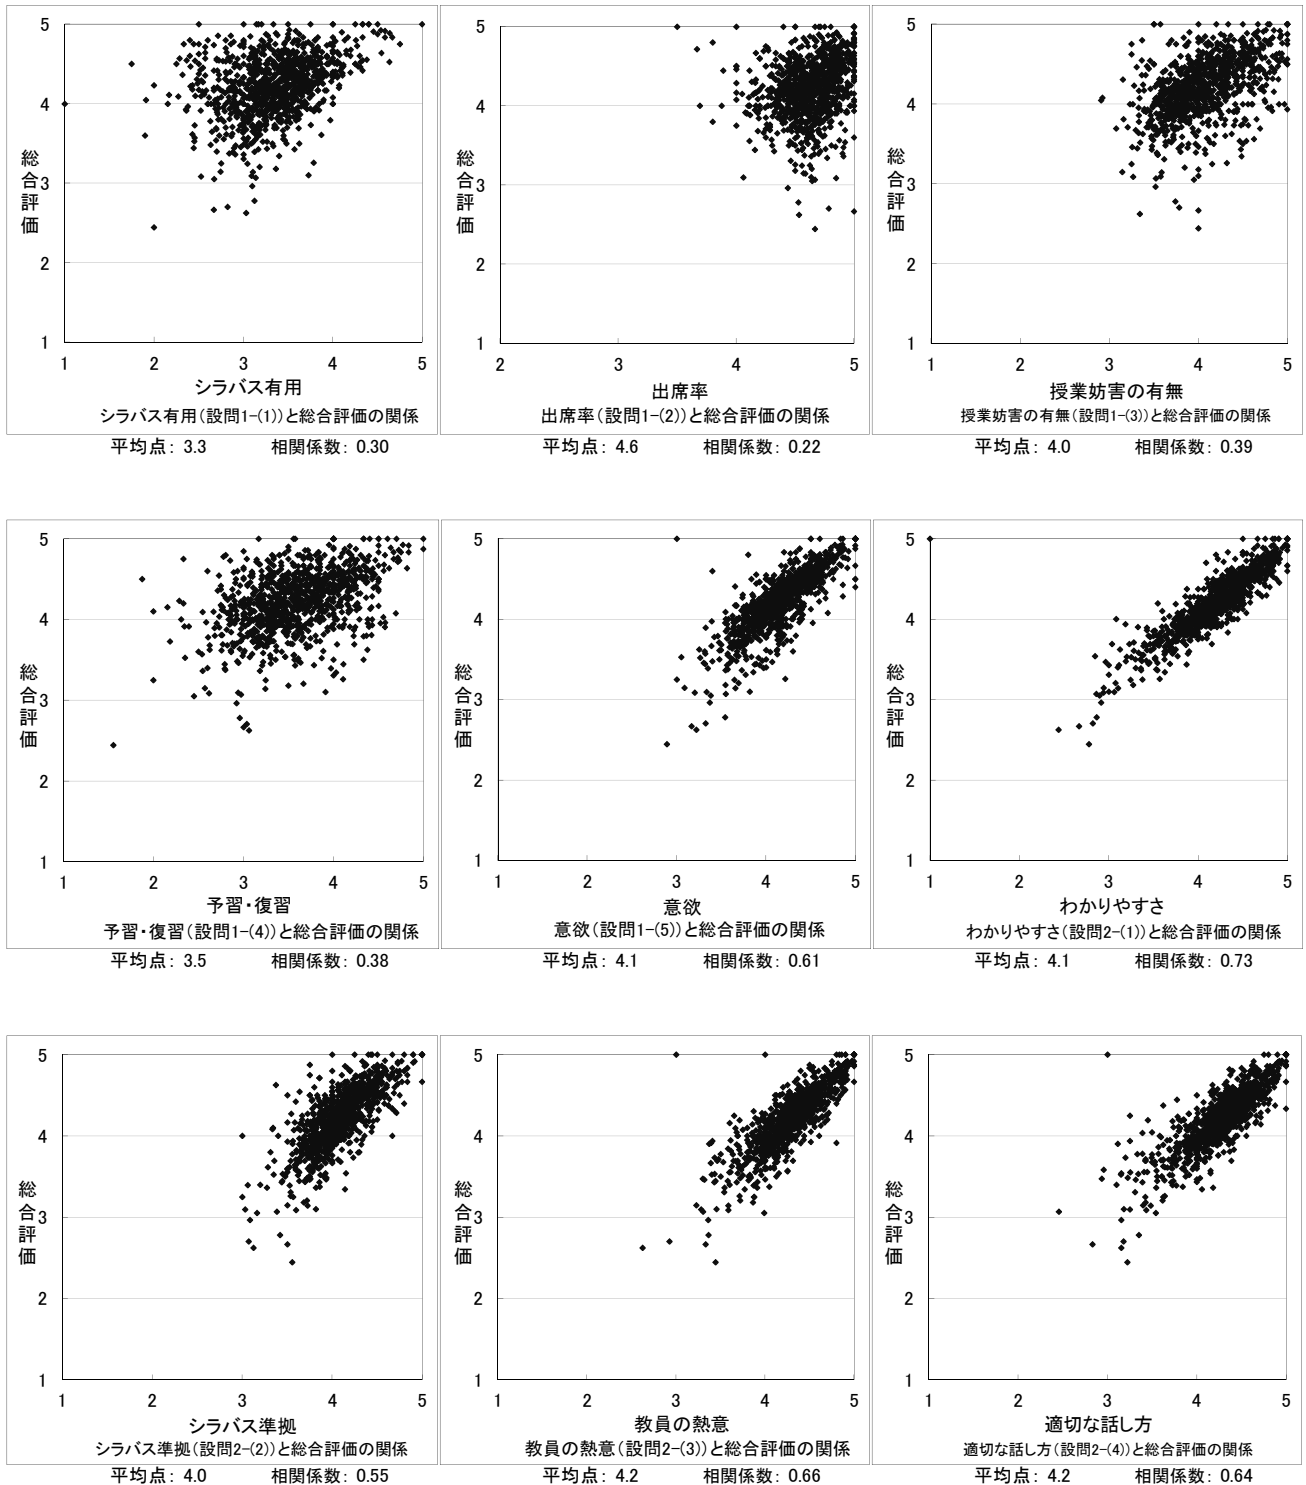 5
4
3
2
1
総合評価
1 2 3 4 5
シラバス有用
シラバス有用(設問1-(1))と総合評価の関係
平均点: 3.3 相関係数: 0.30
5
4
3
2
1
総合評価
2 3 4 5
出席率
出席率(設問1-(2))と総合評価の関係
平均点: 4.6 相関係数: 0.22
5
4
3
2
1
総合評価
1 2 3 4 5
授業妨害の有無
授業妨害の有無(設問1-(3))と総合評価の関係
平均点: 4.0 相関係数: 0.39
5
4
3
2
1
総合評価
1 2 3 4 5
予習・復習
予習・復習(設問1-(4))と総合評価の関係
平均点: 3.5 相関係数: 0.38
5
4
3
2
1
総合評価
1 2 3 4 5
意欲
意欲(設問1-(5))と総合評価の関係
平均点: 4.1 相関係数: 0.61
5
4
3
2
1
総合評価
1 2 3 4 5
わかりやすさ
わかりやすさ(設問2-(1))と総合評価の関係
平均点: 4.1 相関係数: 0.73
5
4
3
2
1
総合評価
1 2 3 4 5
シラバス準拠
シラバス準拠(設問2-(2))と総合評価の関係
平均点: 4.0 相関係数: 0.55
5
4
3
2
1
総合評価
1 2 3 4 5
教員の熱意
教員の熱意(設問2-(3))と総合評価の関係
平均点: 4.2 相関係数: 0.66
5
4
3
2
1
総合評価
1 2 3 4 5
適切な話し方
適切な話し方(設問2-(4))と総合評価の関係
平均点: 4.2 相関係数: 0.64